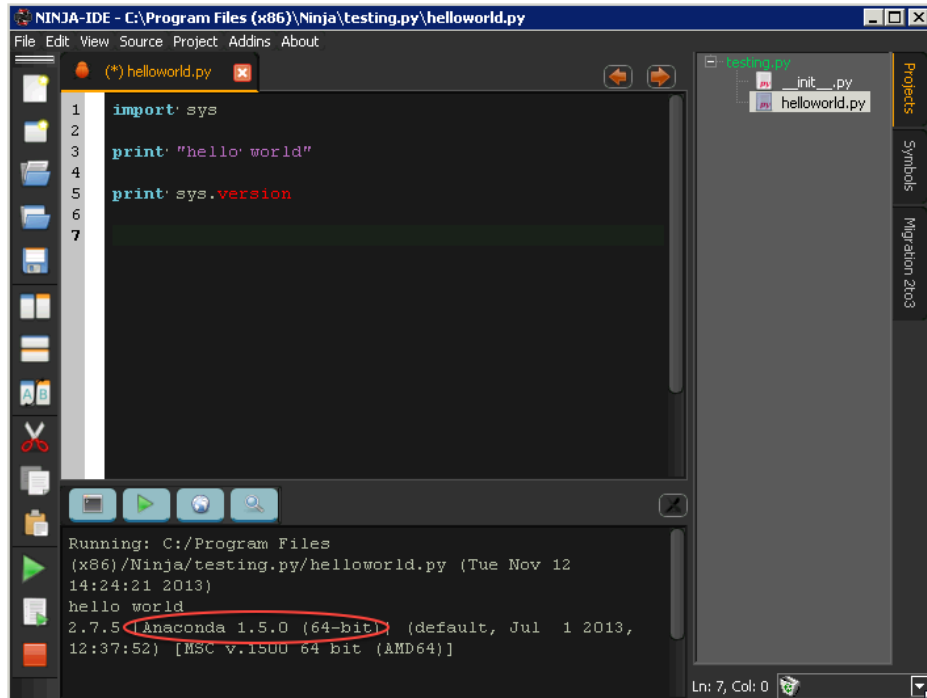 NINJA-IDE - C:\Program Files (x86)\Ninja\testing.py\helloworld.py
File Edit View Source Project Addins About
(*) helloworld.py
1 import sys
2
3 print "hello world"
4
5 print sys.version
6
7
testing.py
__init__.py
helloworld.py
Projects
Symbols
Migration 2to3
A B
Running: C:/Program Files
(x86)/Ninja/testing.py/helloworld.py (Tue Nov 12
14:24:21 2013)
hello world
2.7.5 |Anaconda 1.5.0 (64-bit)| (default, Jul  1 2013,
12:37:52) [MSC v.1500 64 bit (AMD64)]
Ln: 7, Col: 0